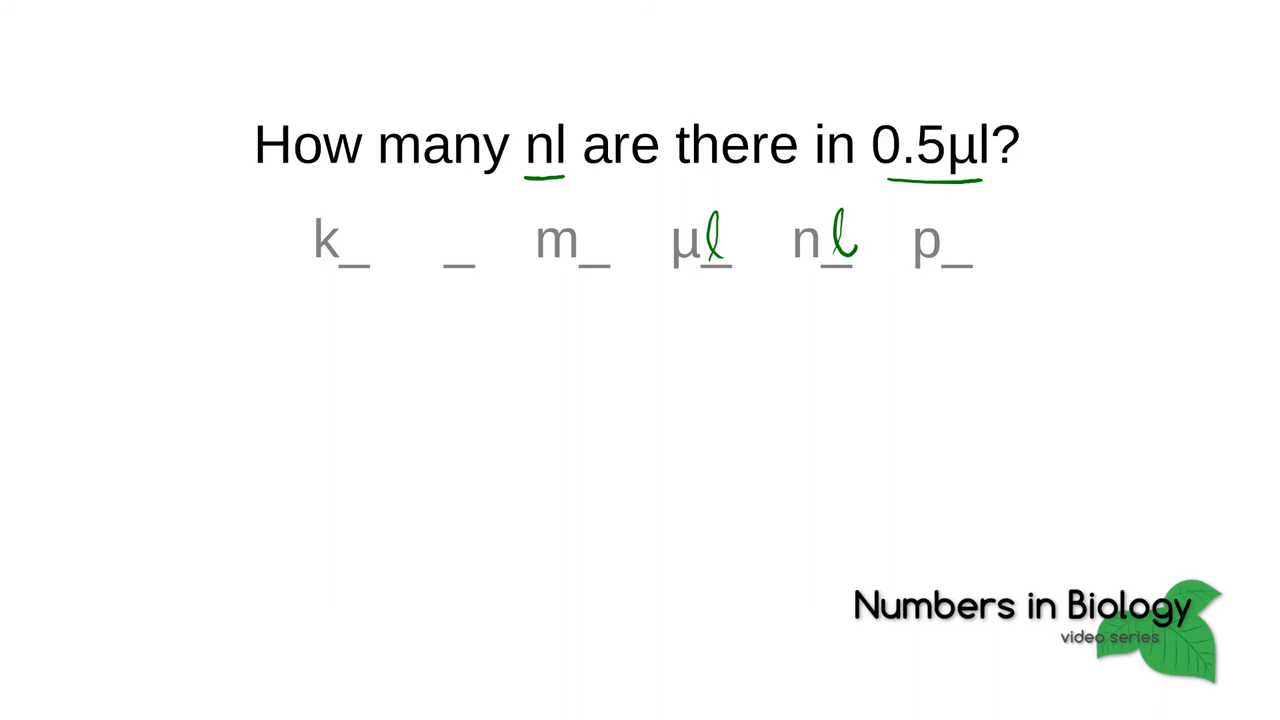 How many nl are there in 0.5µl?
k_ _ m_ µl nl p_
Numbers in Biology
video series